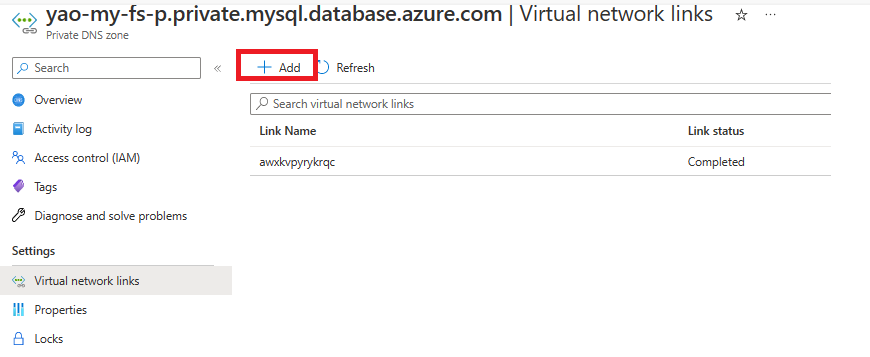 yao-my-fs-p.private.mysql.database.azure.com | Virtual network links ☆ ···
Private DNS zone
Search «
Add Refresh
Overview
Activity log
Access control (IAM)
Tags
Diagnose and solve problems
Settings
Virtual network links
Properties
Locks
Search virtual network links
Link Name Link status
awxkvpyrykrqc Completed